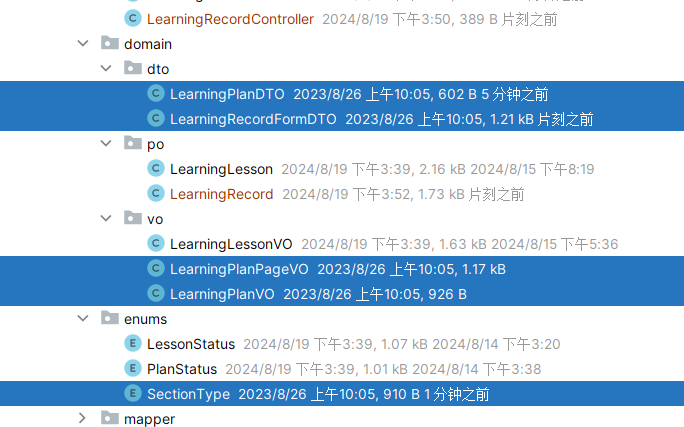 LearningRecordController 2024/8/19 下午3:50, 389 B 片刻之前
domain
dto
LearningPlanDTO 2023/8/26 上午10:05, 602 B 5 分钟之前
LearningRecordFormDTO 2023/8/26 上午10:05, 1.21 kB 片刻之前
po
LearningLesson 2024/8/19 下午3:39, 2.16 kB 2024/8/15 下午8:19
LearningRecord 2024/8/19 下午3:52, 1.73 kB 片刻之前
vo
LearningLessonVO 2024/8/19 下午3:39, 1.63 kB 2024/8/15 下午5:36
LearningPlanPageVO 2023/8/26 上午10:05, 1.17 kB
LearningPlanVO 2023/8/26 上午10:05, 926 B
enums
LessonStatus 2024/8/19 下午3:39, 1.07 kB 2024/8/14 下午3:20
PlanStatus 2024/8/19 下午3:39, 1.01 kB 2024/8/14 下午3:38
SectionType 2023/8/26 上午10:05, 910 B 1 分钟之前
mapper